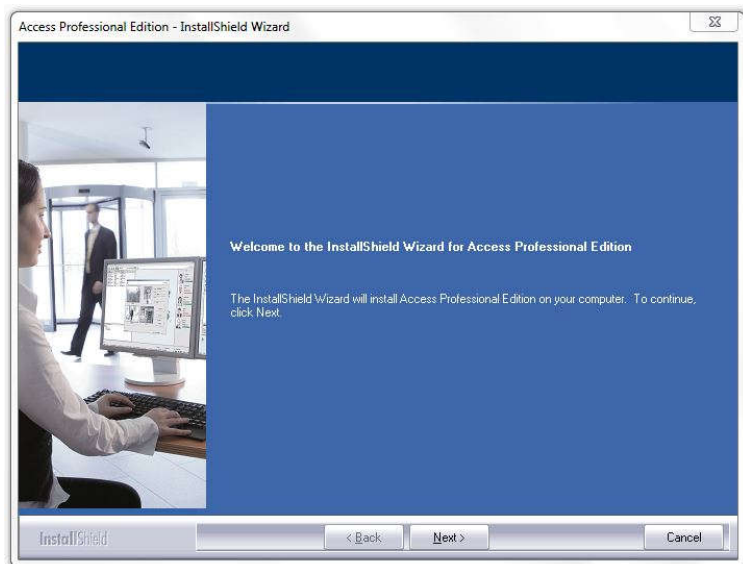 Access Professional Edition - InstallShield Wizard
Welcome to the InstallShield Wizard for Access Professional Edition
The InstallShield Wizard will install Access Professional Edition on your computer. To continue,
click Next.
InstallShield
< Back
Next >
Cancel